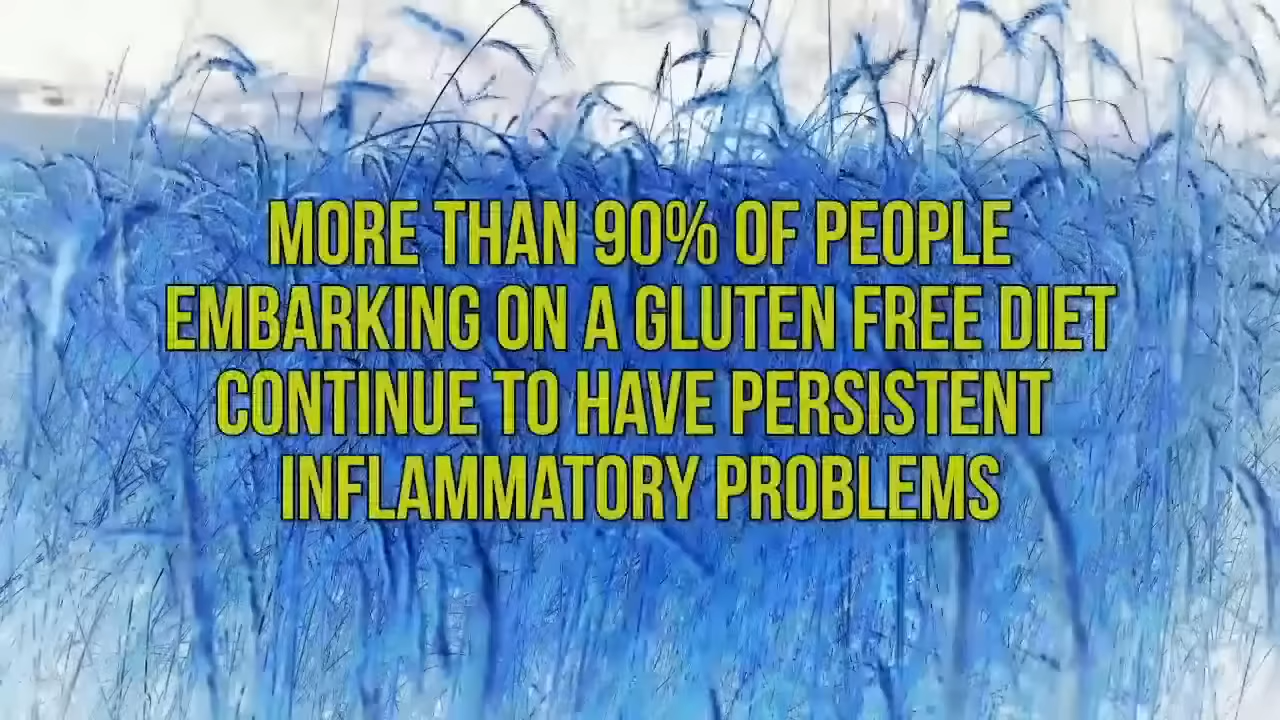 MORE THAN 90% OF PEOPLE
EMBARKING ON A GLUTEN FREE DIET
CONTINUE TO HAVE PERSISTENT
INFLAMMATORY PROBLEMS